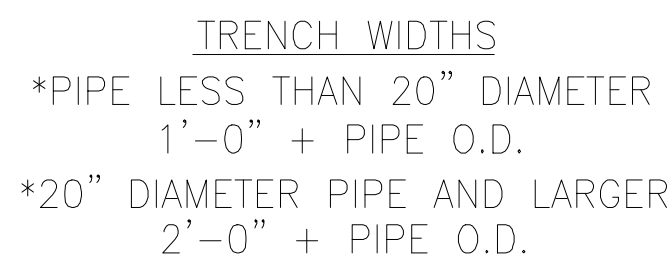 TRENCH WIDTHS
*PIPE LESS THAN 20" DIAMETER
1'-0" + PIPE O.D.
*20" DIAMETER PIPE AND LARGER
2'-0" + PIPE O.D.